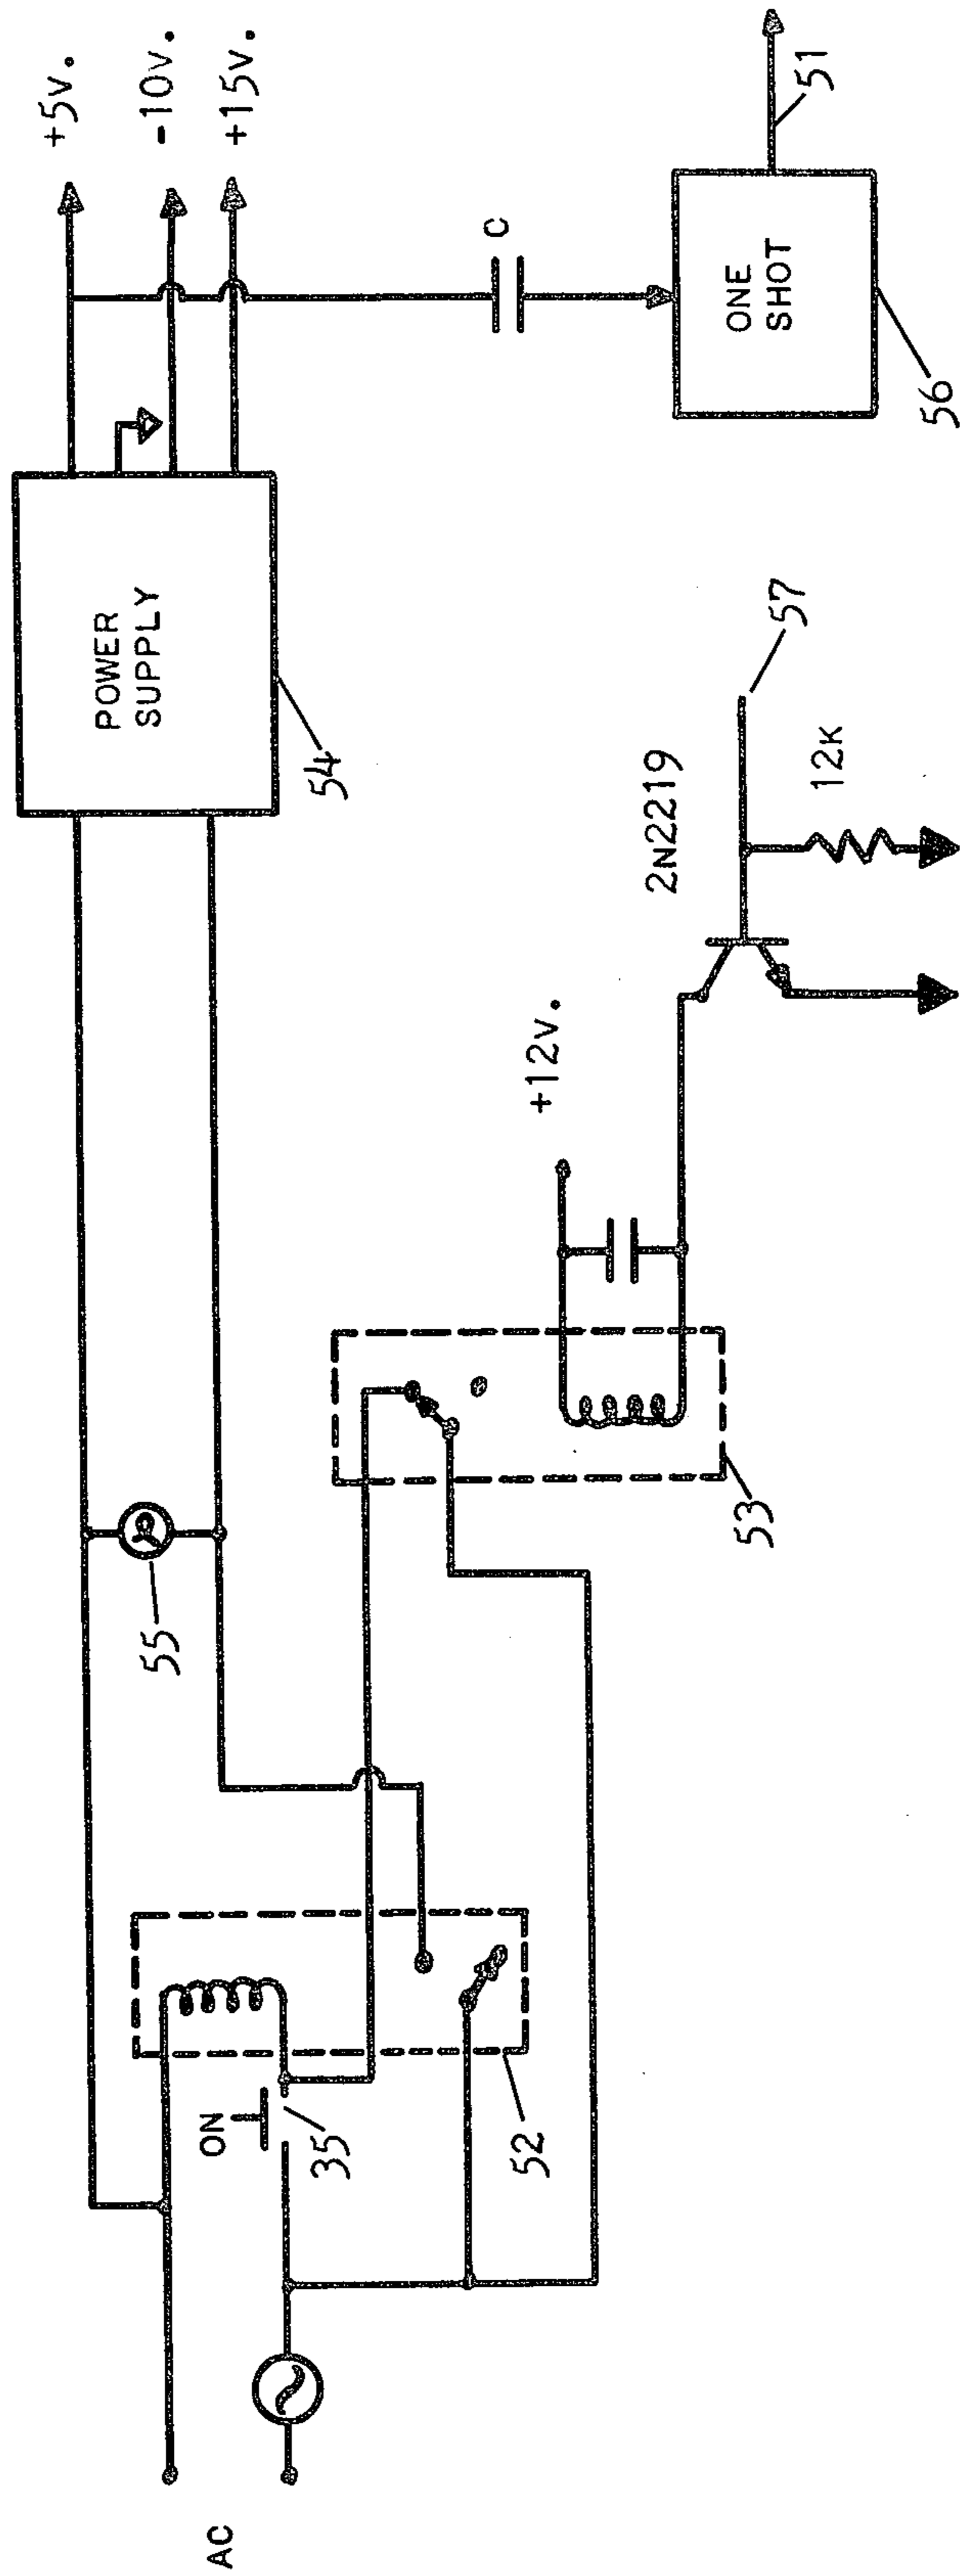 +5V.
-10V.
+15V.
POWER
SUPPLY
54
C
ONE
SHOT
51
56
55
AC
ON
35
52
53
+12V.
2N2219
57
12K